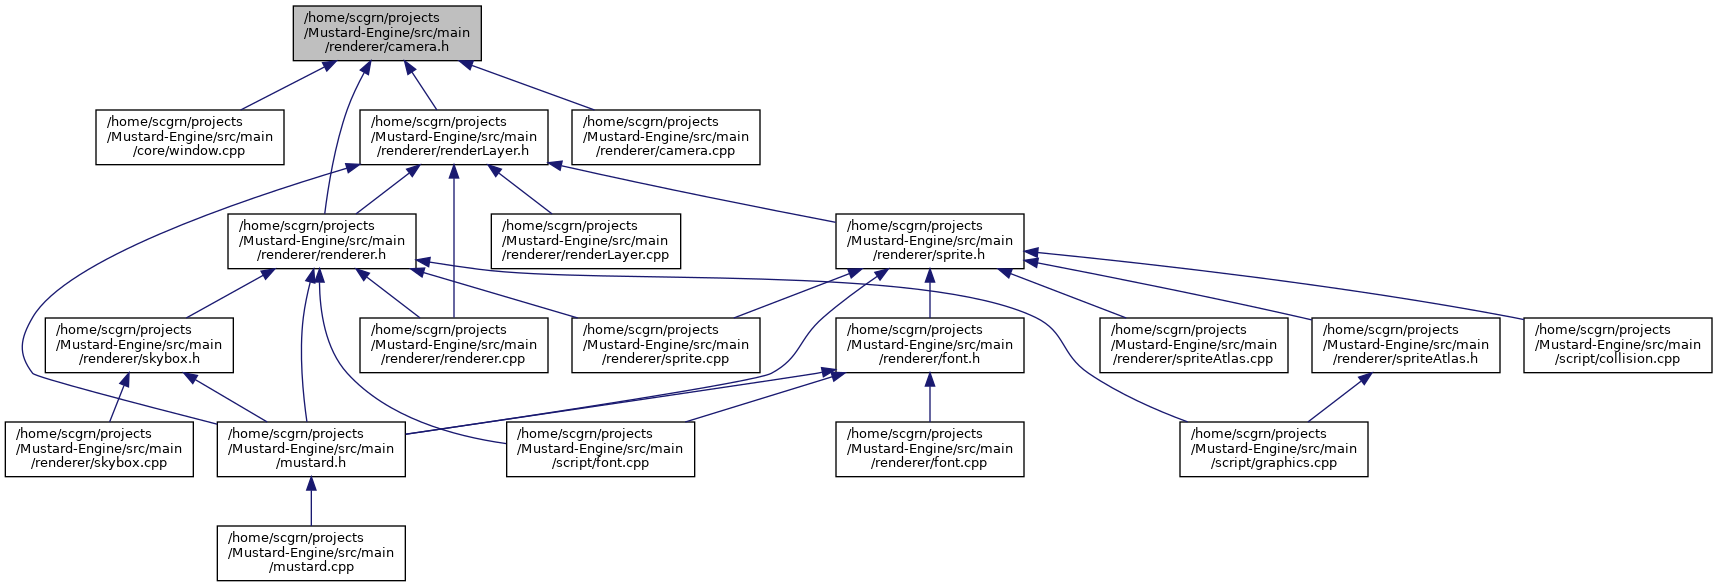 /home/scgrn/projects
/Mustard-Engine/src/main
/renderer/camera.h
/home/scgrn/projects
/Mustard-Engine/src/main
/core/window.cpp
/home/scgrn/projects
/Mustard-Engine/src/main
/renderer/renderLayer.h
/home/scgrn/projects
/Mustard-Engine/src/main
/renderer/camera.cpp
/home/scgrn/projects
/Mustard-Engine/src/main
/renderer/renderer.h
/home/scgrn/projects
/Mustard-Engine/src/main
/renderer/renderLayer.cpp
/home/scgrn/projects
/Mustard-Engine/src/main
/renderer/sprite.h
/home/scgrn/projects
/Mustard-Engine/src/main
/renderer/skybox.h
/home/scgrn/projects
/Mustard-Engine/src/main
/renderer/renderer.cpp
/home/scgrn/projects
/Mustard-Engine/src/main
/renderer/sprite.cpp
/home/scgrn/projects
/Mustard-Engine/src/main
/renderer/font.h
/home/scgrn/projects
/Mustard-Engine/src/main
/renderer/spriteAtlas.cpp
/home/scgrn/projects
/Mustard-Engine/src/main
/renderer/spriteAtlas.h
/home/scgrn/projects
/Mustard-Engine/src/main
/script/collision.cpp
/home/scgrn/projects
/Mustard-Engine/src/main
/renderer/skybox.cpp
/home/scgrn/projects
/Mustard-Engine/src/main
/mustard.h
/home/scgrn/projects
/Mustard-Engine/src/main
/script/font.cpp
/home/scgrn/projects
/Mustard-Engine/src/main
/renderer/font.cpp
/home/scgrn/projects
/Mustard-Engine/src/main
/script/graphics.cpp
/home/scgrn/projects
/Mustard-Engine/src/main
/mustard.cpp